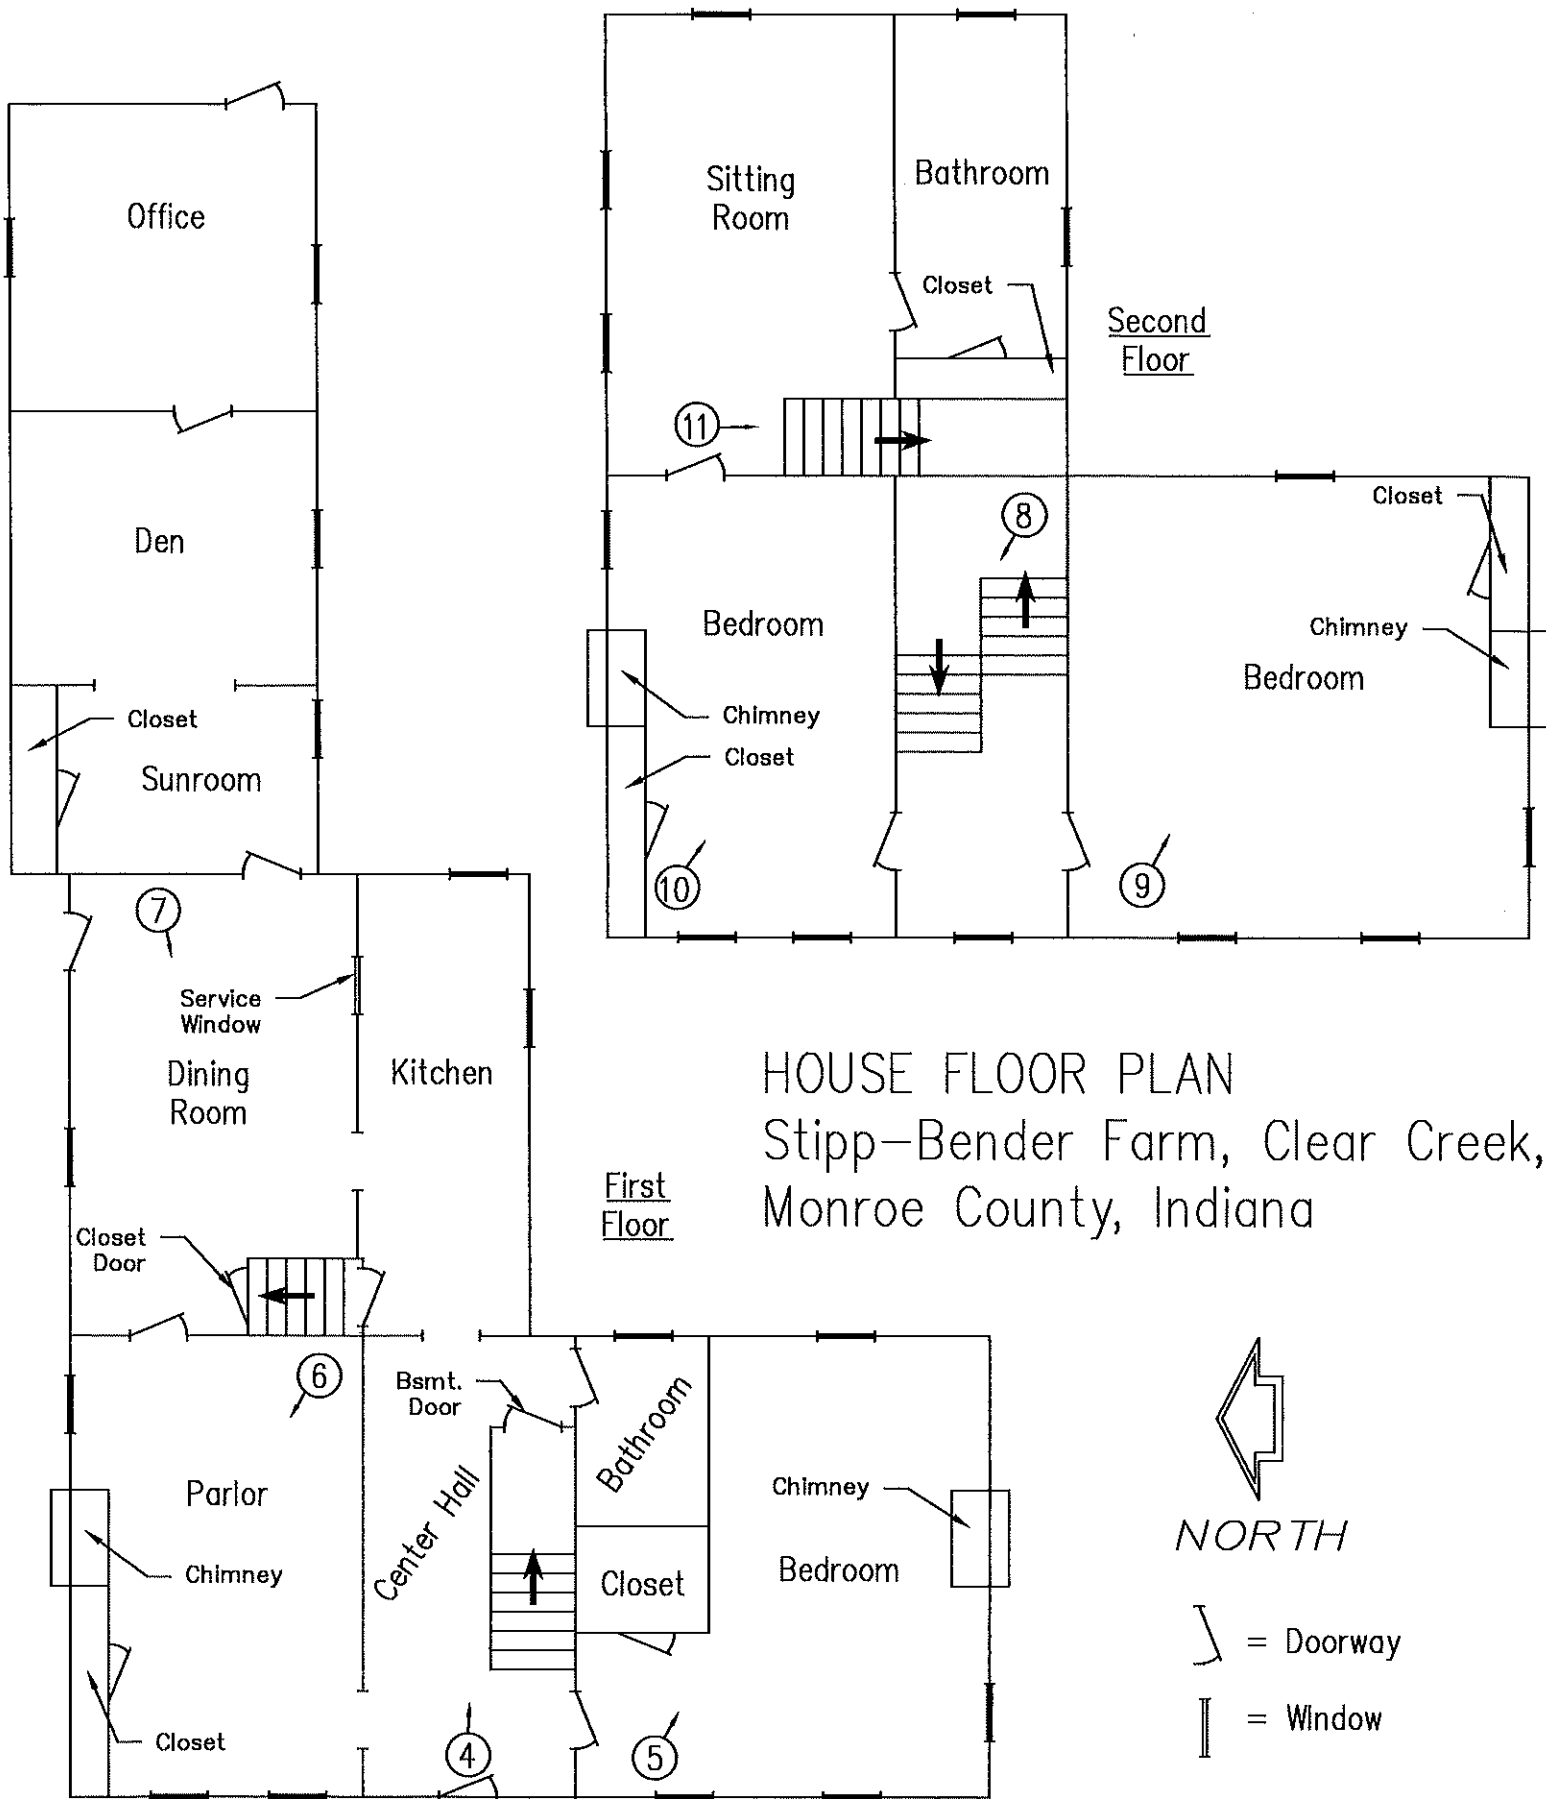 Office
Den
Closet
Sunroom
7
Service
Window
Dining
Room
Kitchen
Closet
Door
First
Floor
6
Bsmt.
Door
Bathroom
Parlor
Center Hall
Chimney
Closet
Chimney
Bedroom
Closet
4
5
Sitting
Room
Bathroom
Closet
Second
Floor
11
8
Closet
Bedroom
Chimney
Bedroom
Chimney
Closet
10
9
HOUSE FLOOR PLAN
Stipp-Bender Farm, Clear Creek,
Monroe County, Indiana
NORTH
= Doorway
= Window